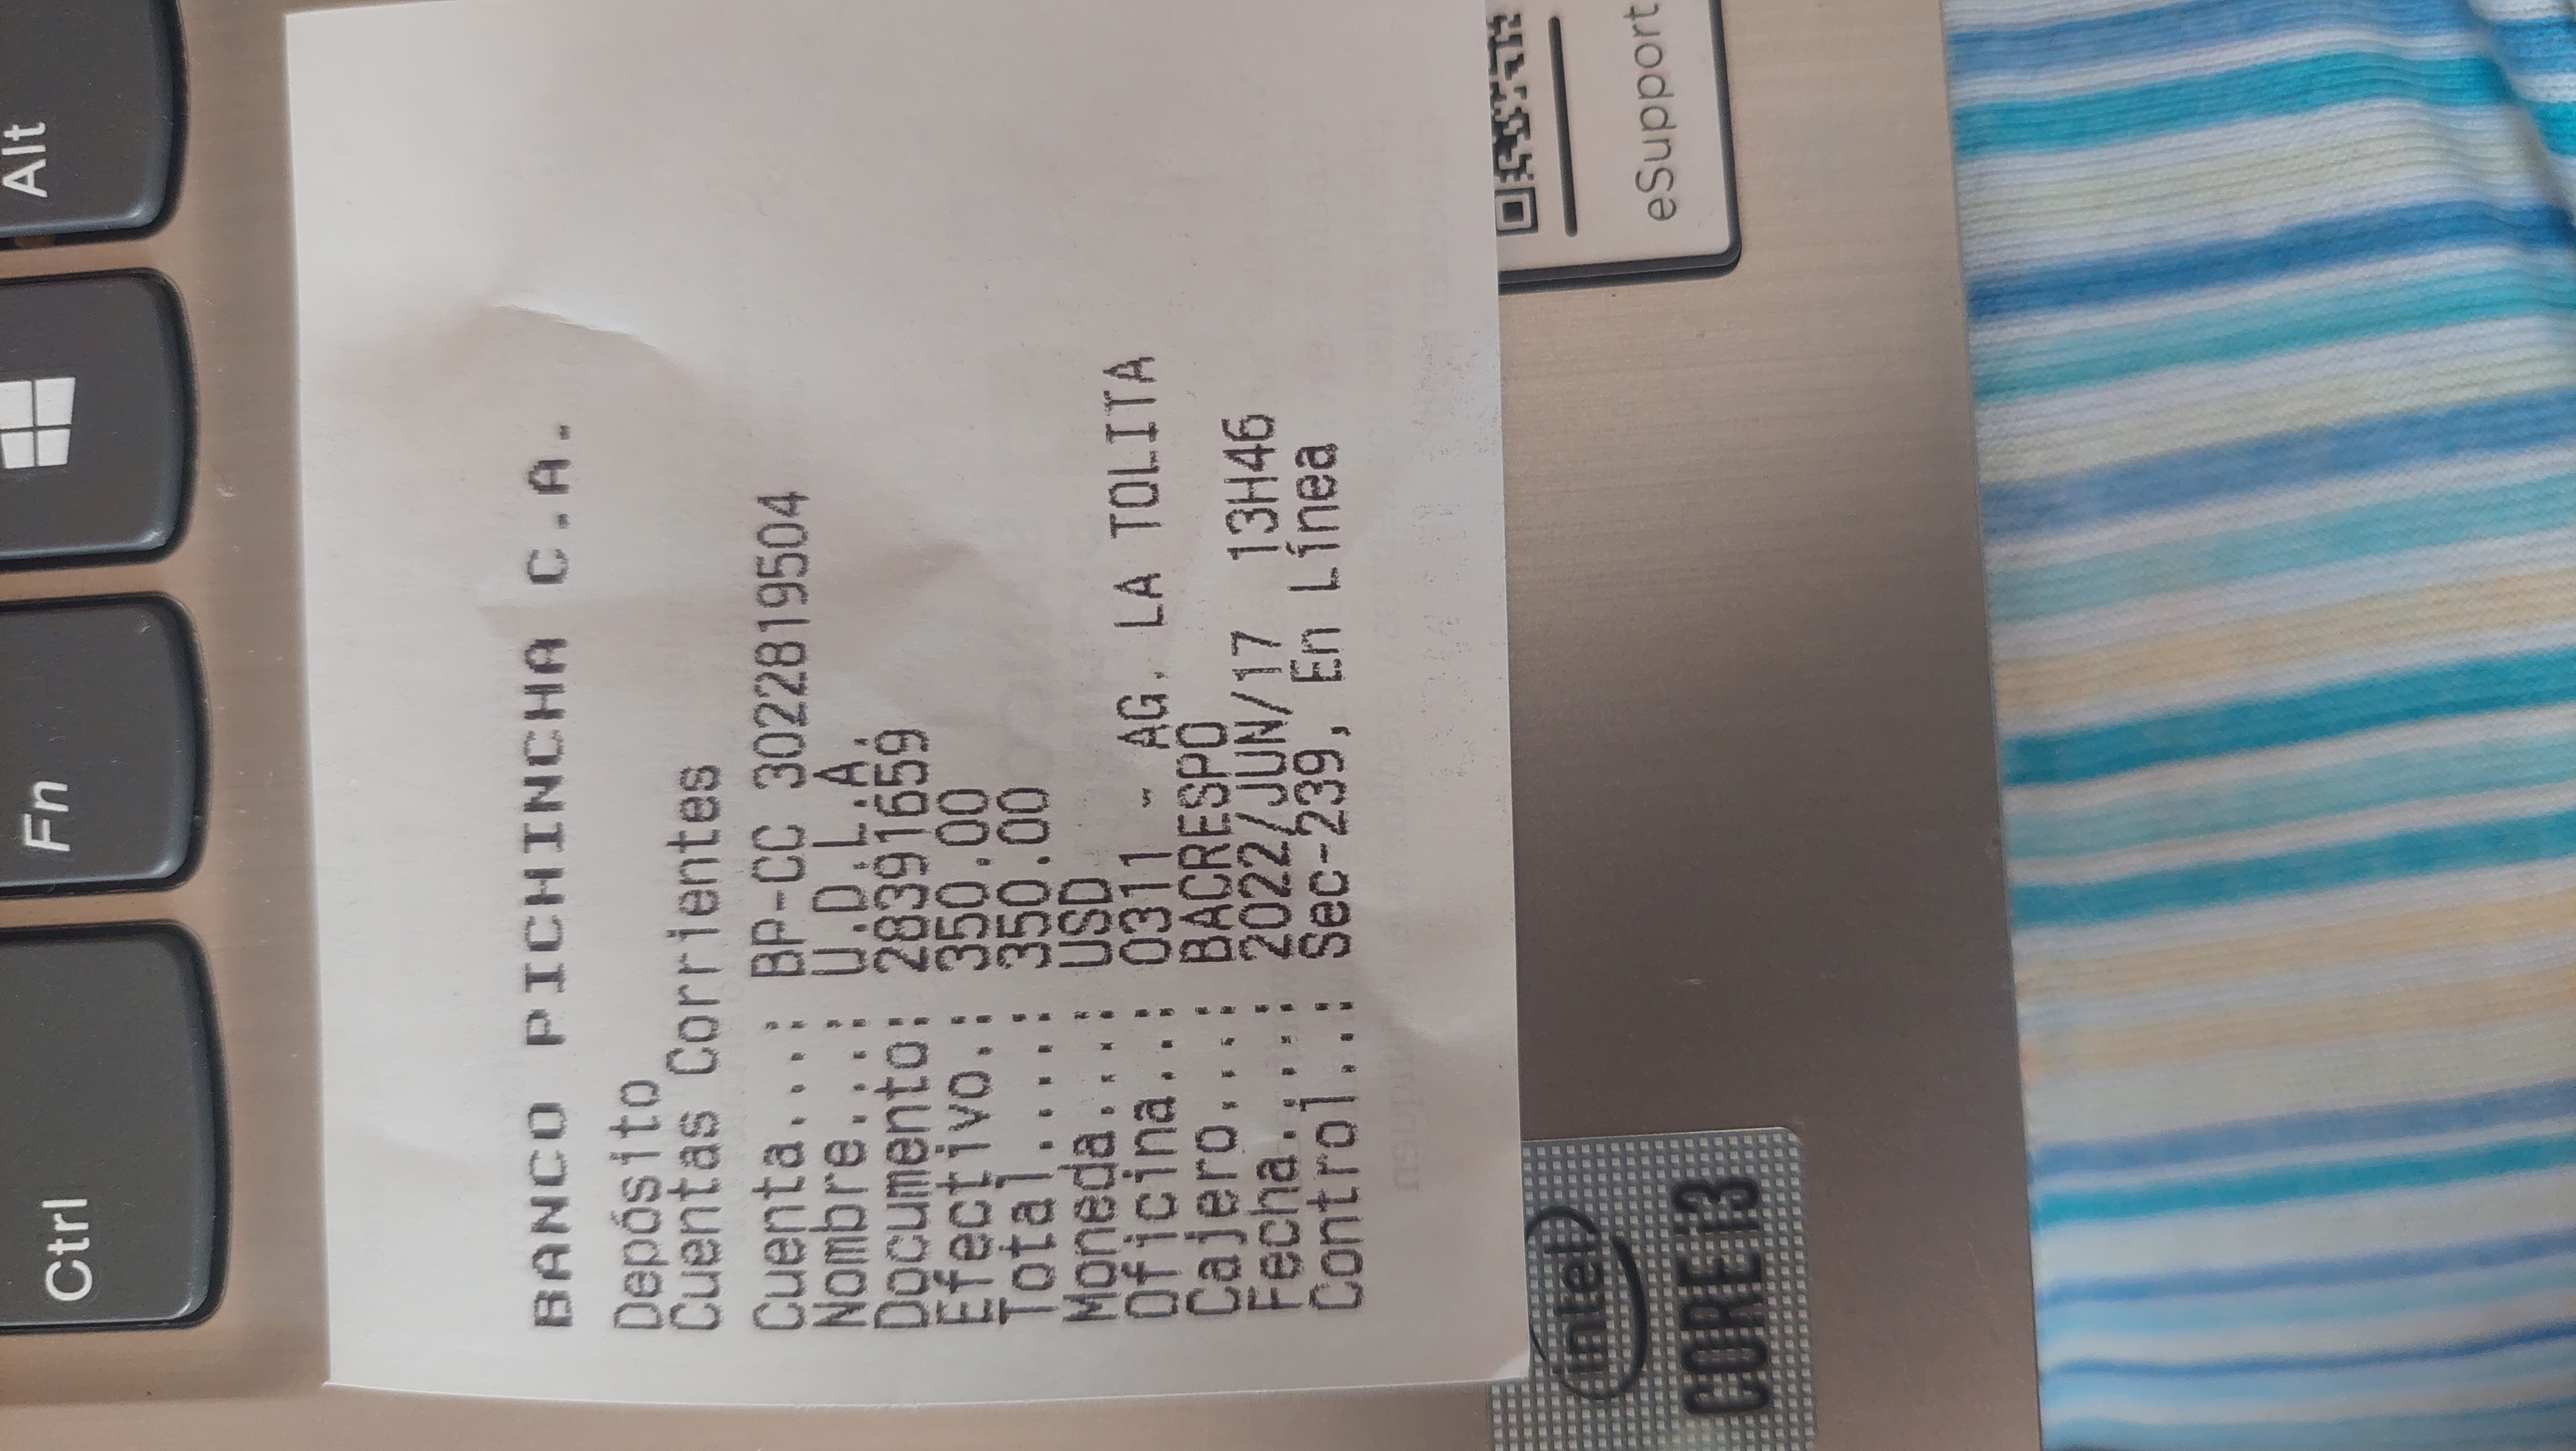 BANCO PICHINCHA C.A.
Depósito
Cuentas Corrientes
Cuenta....: BP-CC 3022819504
Nombre....: U.D.L.A.
Documento: 28391659
Efectivo.: 350.00
Total.....: 350.00
Moneda....: USD
Oficina...: 0311 - AG. LA TOLITA
Cajero....: BACRESPO
Fecha.....: 2022/JUN/17 13H46
Control...: Sec-239, En Línea
Alt
Fn
Ctrl
eSupport
intel
CORE i3